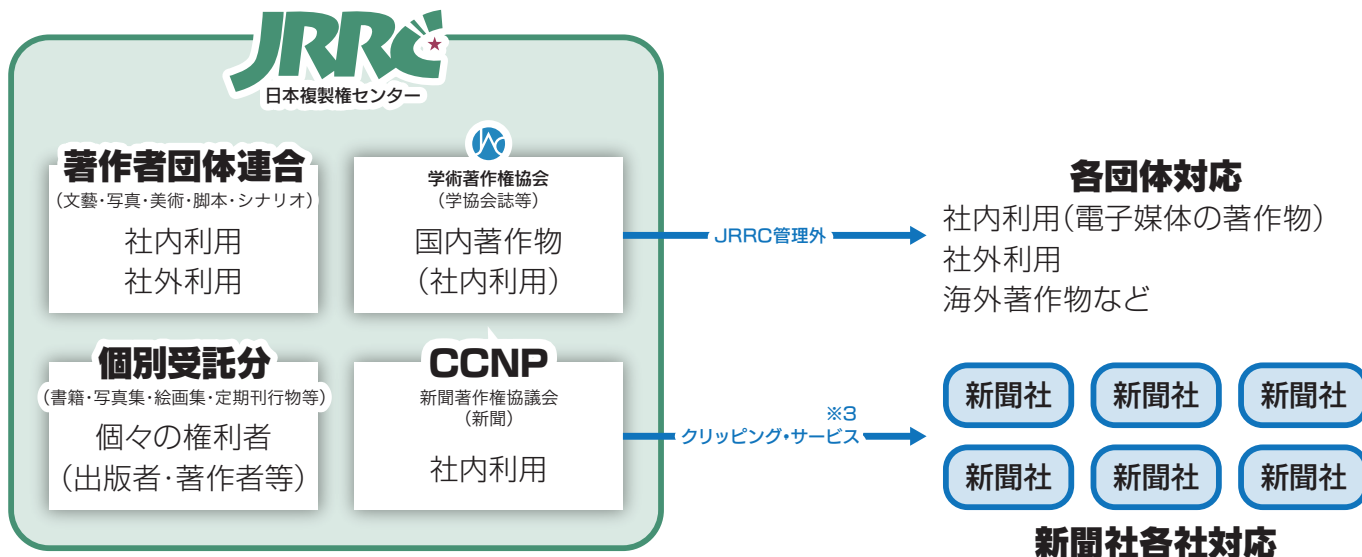 JRRC
日本複製権センター
著作者団体連合
（文藝・写真・美術・脚本・シナリオ）
社内利用
社外利用
JAC
学術著作権協会
（学協会誌等）
国内著作物
（社内利用）
JRRC管理外
各団体対応
社内利用（電子媒体の著作物）
社外利用
海外著作物など
個別受託分
（書籍・写真集・絵画集・定期刊行物等）
個々の権利者
（出版者・著作者等）
CCNP
新聞著作権協議会
（新聞）
社内利用
※3
クリッピング・サービス
新聞社 新聞社 新聞社
新聞社 新聞社 新聞社
新聞社各社対応